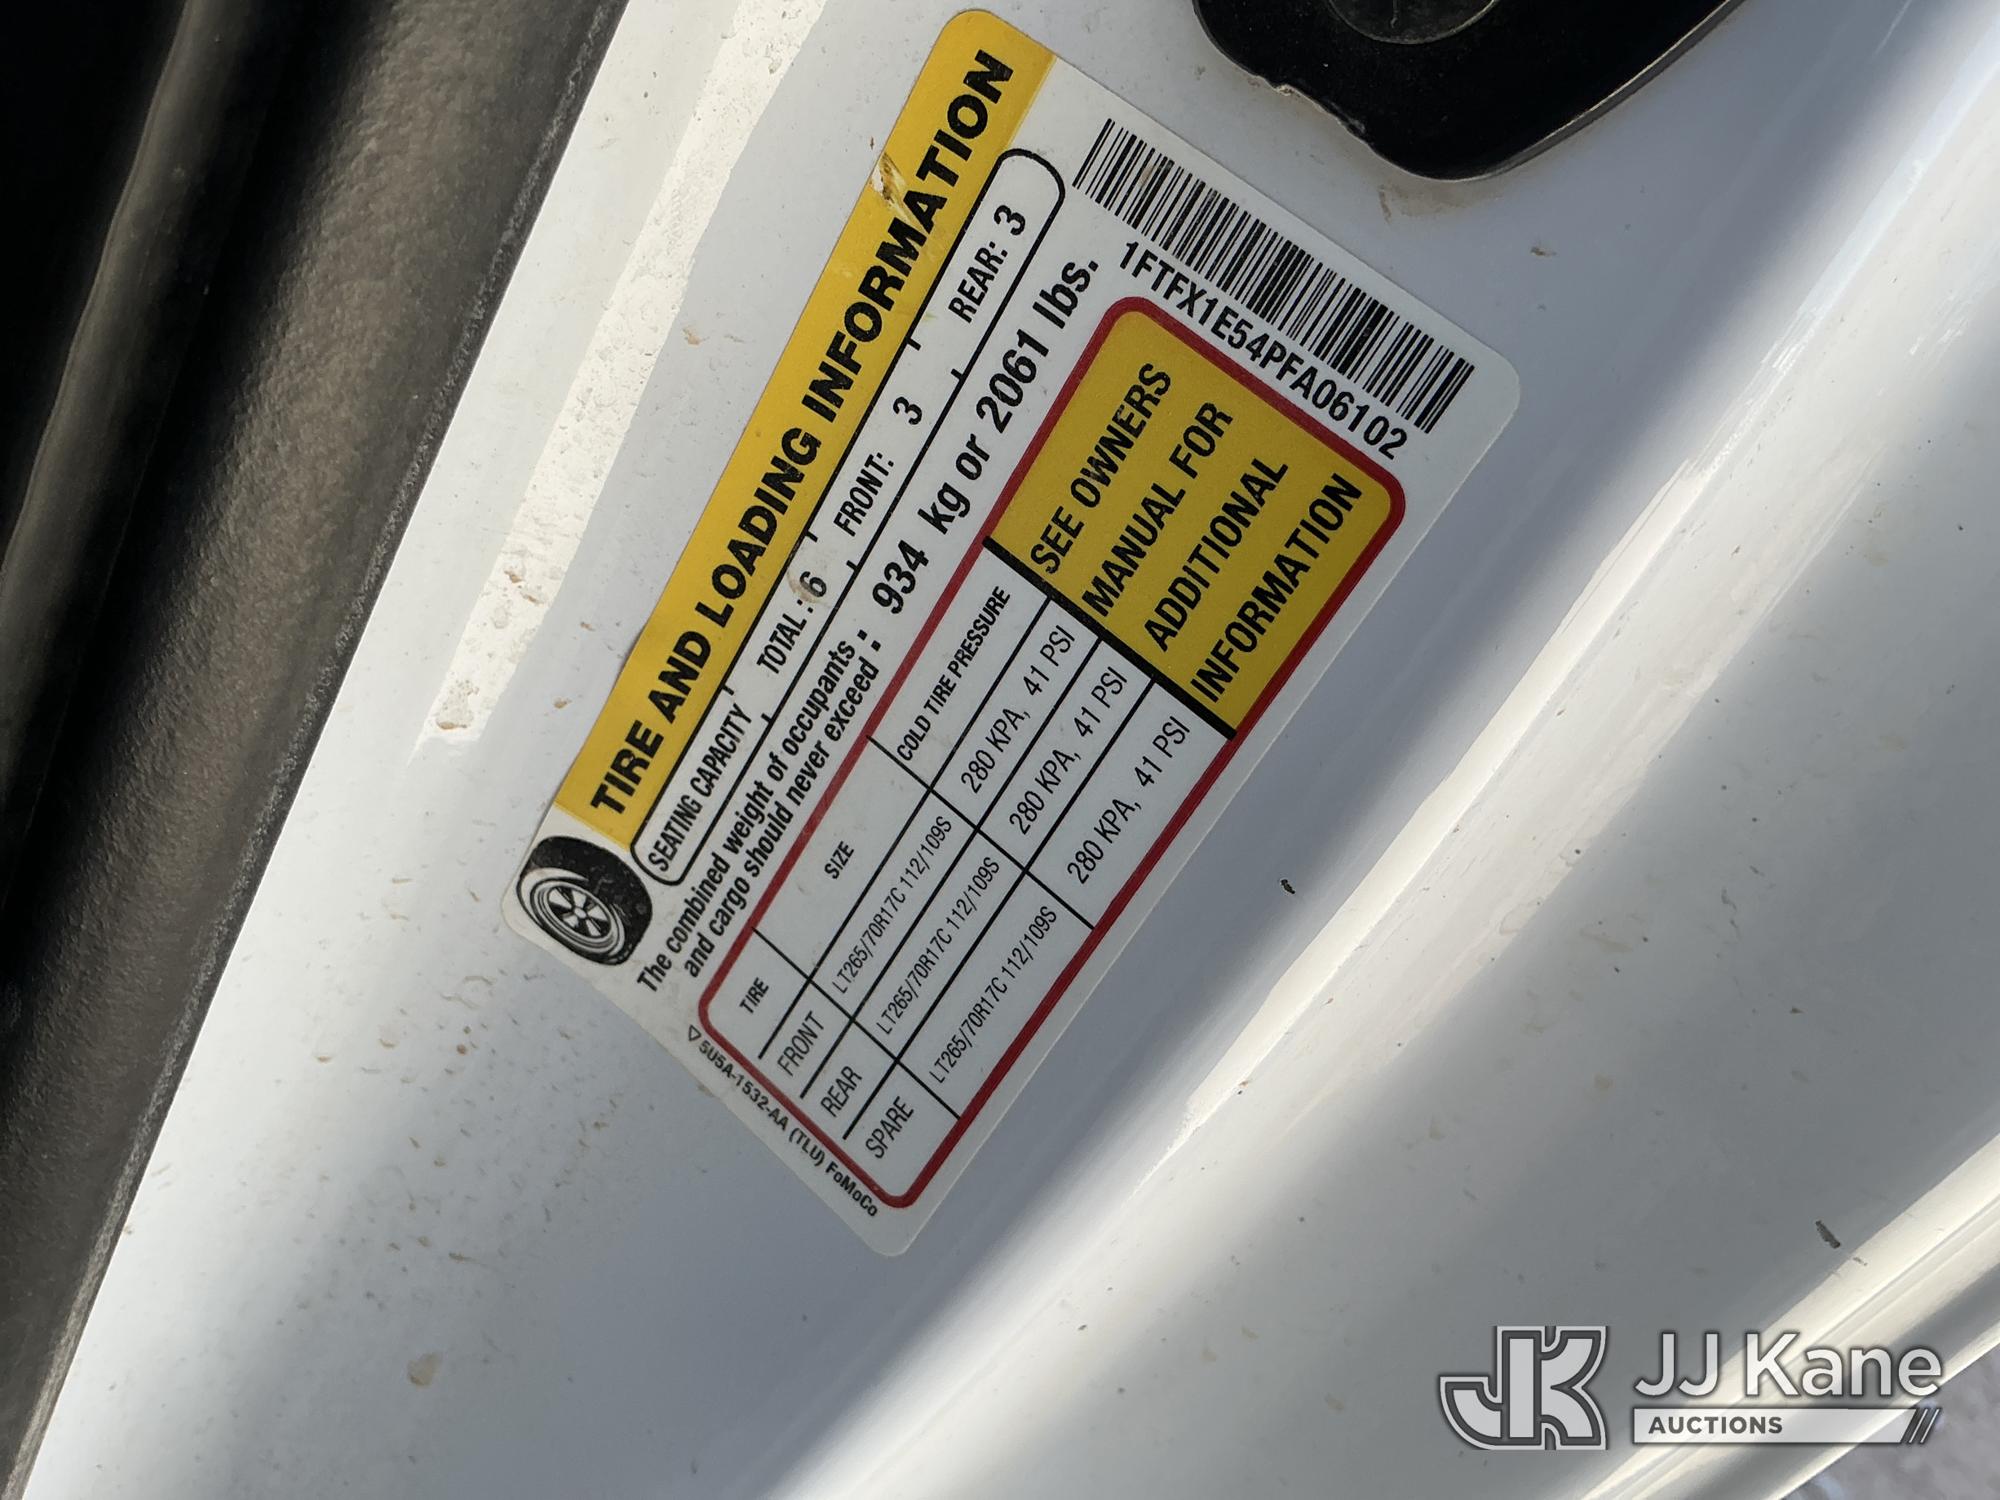 TIRE AND LOADING INFORMATION
SEATING CAPACITY TOTAL : 6 FRONT: 3 REAR: 3
The combined weight of occupants
and cargo should never exceed : 934 kg or 2061 lbs.
TIRE SIZE COLD TIRE PRESSURE
FRONT LT265/70R17C 112/109S 280 KPA, 41 PSI
REAR LT265/70R17C 112/109S 280 KPA, 41 PSI
SPARE LT265/70R17C 112/109S 280 KPA, 41 PSI
SEE OWNERS
MANUAL FOR
ADDITIONAL
INFORMATION
1FTFX1E54PFA06102
5U5A-1532-AA (TLU) FoMoCo
JK JJ Kane
AUCTIONS